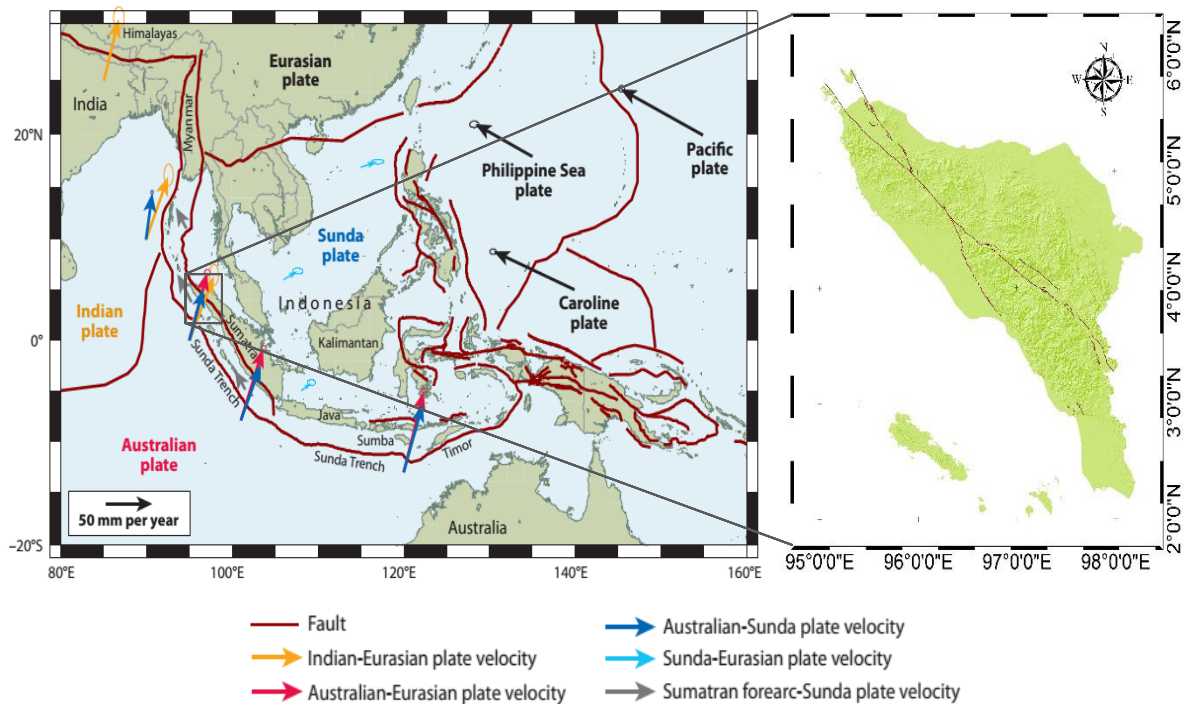 Himalayas
Eurasian
plate
India
Myanmar
20°N
Philippine Sea
plate
Pacific
plate
Sunda
plate
Indian
plate
Indonesia
Caroline
plate
0°
Sumatra
Kalimantan
Sunda Trench
Java
Australian
plate
Sumba
Timor
Sunda Trench
50 mm per year
Australia
–20°S
80°E
100°E
120°E
140°E
160°E
N
W
E
S
6°0'0"N
5°0'0"N
4°0'0"N
3°0'0"N
2°0'0"N
95°0'0"E
96°0'0"E
97°0'0"E
98°0'0"E
Fault
Indian-Eurasian plate velocity
Australian-Eurasian plate velocity
Australian-Sunda plate velocity
Sunda-Eurasian plate velocity
Sumatran forearc-Sunda plate velocity